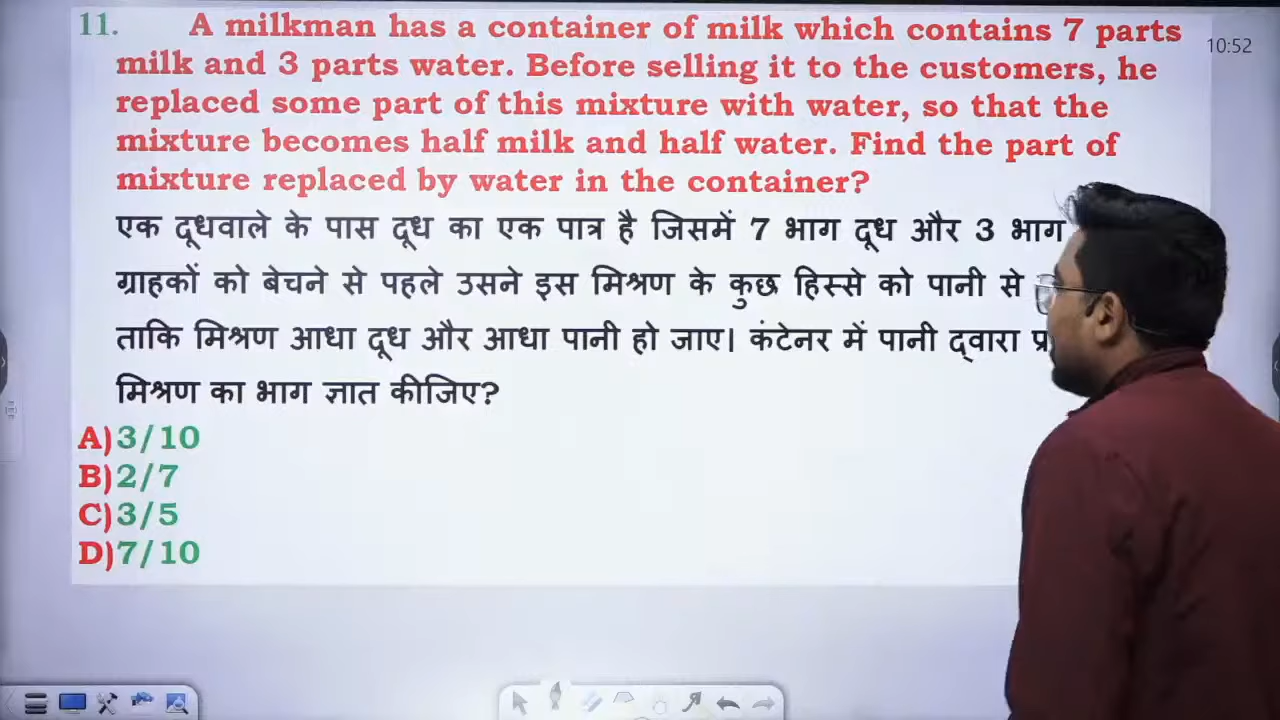 11. A milkman has a container of milk which contains 7 parts
10:52
milk and 3 parts water. Before selling it to the customers, he
replaced some part of this mixture with water, so that the
mixture becomes half milk and half water. Find the part of
mixture replaced by water in the container?
एक दूधवाले के पास दूध का एक पात्र है जिसमें 7 भाग दूध और 3 भाग
ग्राहकों को बेचने से पहले उसने इस मिश्रण के कुछ हिस्से को पानी से
ताकि मिश्रण आधा दूध और आधा पानी हो जाए। कंटेनर में पानी द्वारा
मिश्रण का भाग ज्ञात कीजिए?
A)3/10
B)2/7
C)3/5
D)7/10